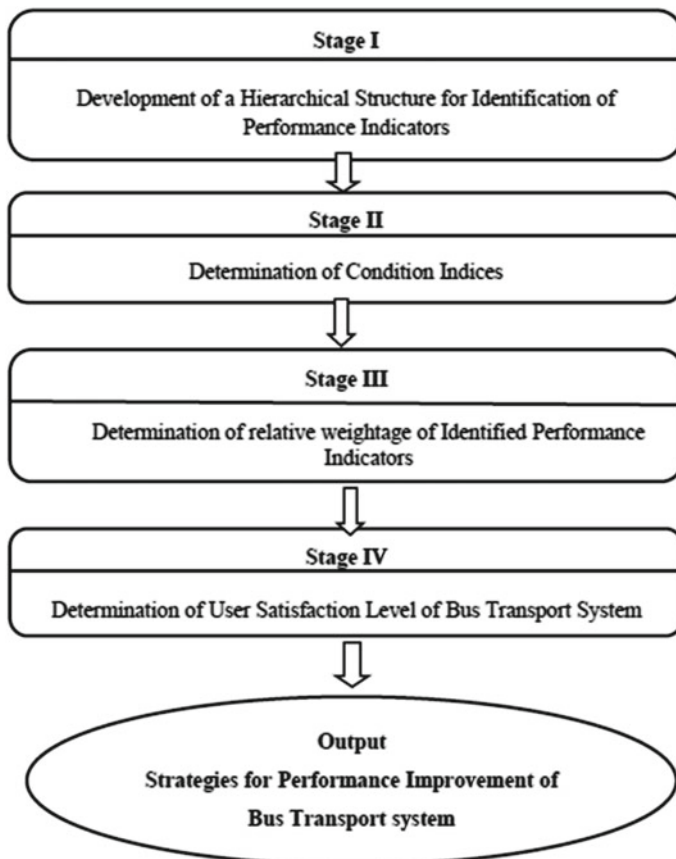 Stage I
Development of a Hierarchical Structure for Identification of
Performance Indicators
Stage II
Determination of Condition Indices
Stage III
Determination of relative weightage of Identified Performance
Indicators
Stage IV
Determination of User Satisfaction Level of Bus Transport System
Output
Strategies for Performance Improvement of
Bus Transport system